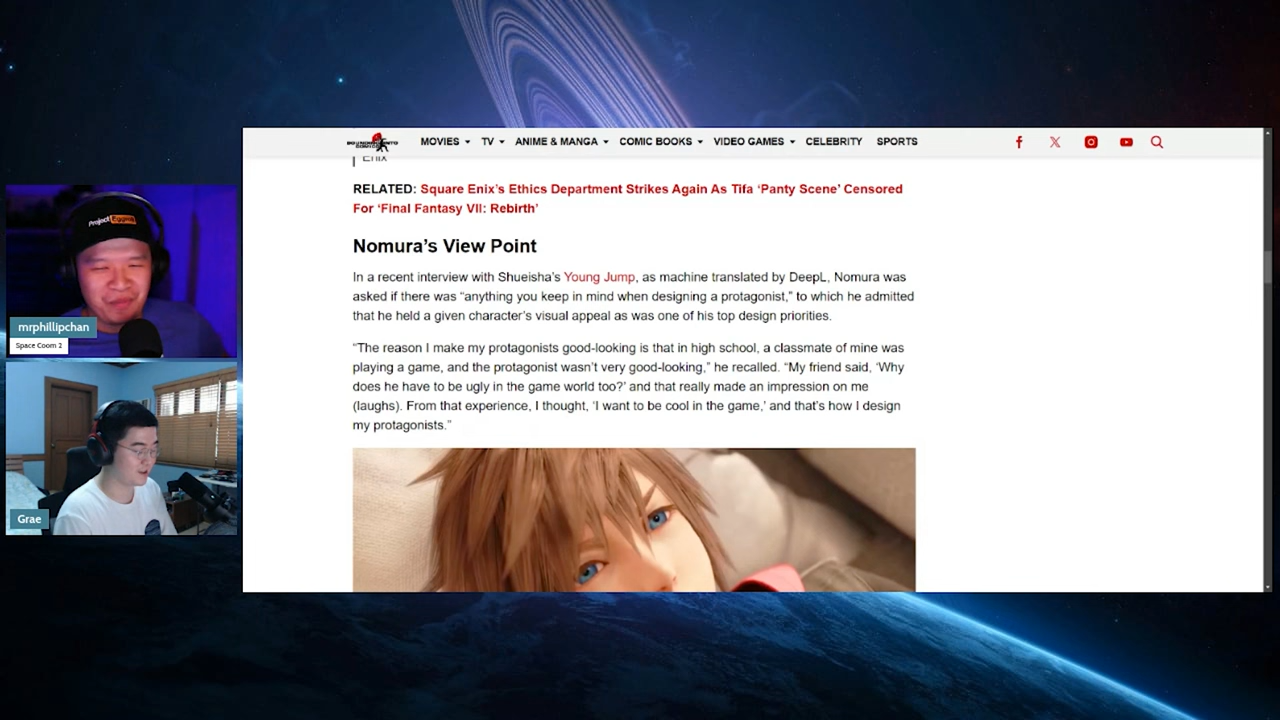 MOVIES TV ANIME & MANGA COMIC BOOKS VIDEO GAMES CELEBRITY SPORTS
Enix
RELATED: Square Enix’s Ethics Department Strikes Again As Tifa ‘Panty Scene’ Censored
For ‘Final Fantasy VII: Rebirth’
Nomura’s View Point
In a recent interview with Shueisha’s Young Jump, as machine translated by DeepL, Nomura was
asked if there was “anything you keep in mind when designing a protagonist,” to which he admitted
that he held a given character’s visual appeal as was one of his top design priorities.
“The reason I make my protagonists good-looking is that in high school, a classmate of mine was
playing a game, and the protagonist wasn’t very good-looking,” he recalled. “My friend said, ‘Why
does he have to be ugly in the game world too?’ and that really made an impression on me
(laughs). From that experience, I thought, ‘I want to be cool in the game,’ and that’s how I design
my protagonists.”
Project Egging
mrphillipchan
Space Coom 2
Grae